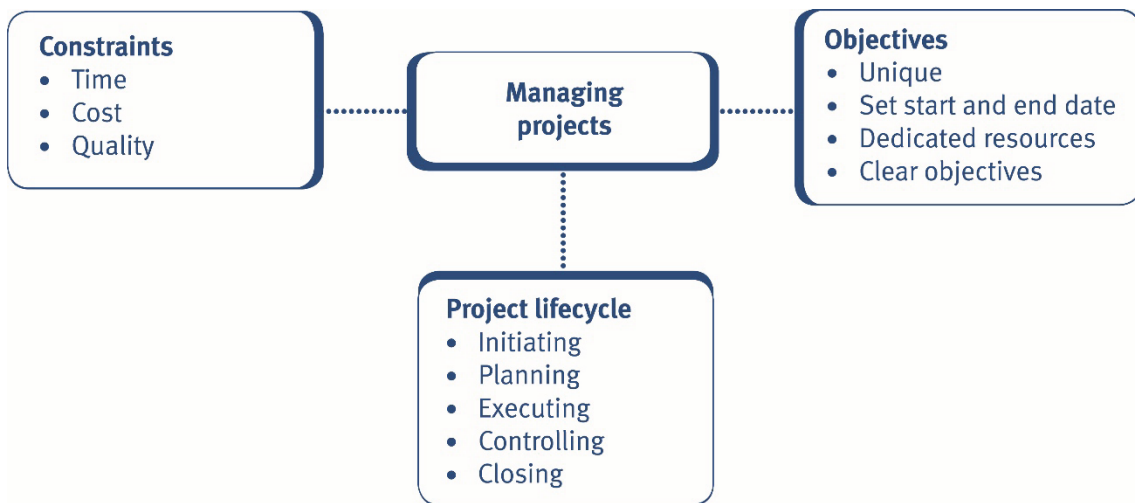 Constraints
• Time
• Cost
• Quality
Managing
projects
Objectives
• Unique
• Set start and end date
• Dedicated resources
• Clear objectives
Project lifecycle
• Initiating
• Planning
• Executing
• Controlling
• Closing